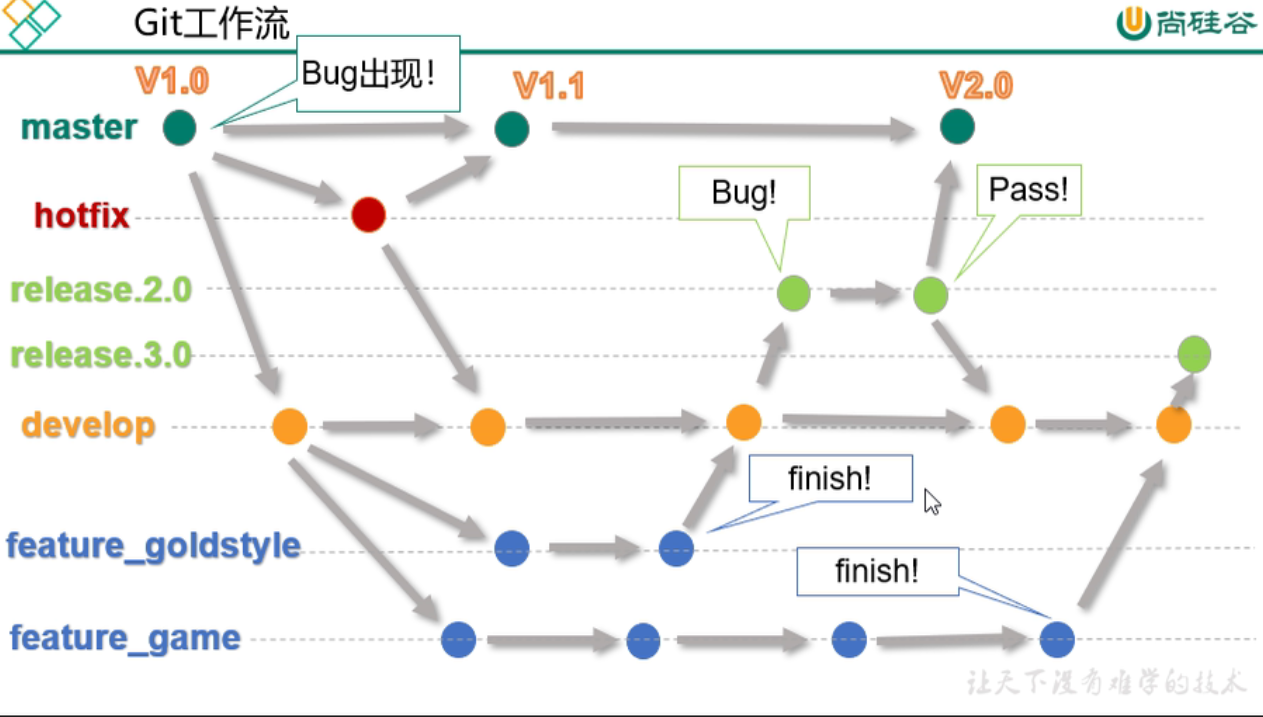 Git工作流
尚硅谷
Bug出现！
V1.0
V1.1
V2.0
master
Bug!
Pass!
hotfix
release.2.0
release.3.0
develop
finish!
feature_goldstyle
finish!
feature_game
让天下没有难学的技术